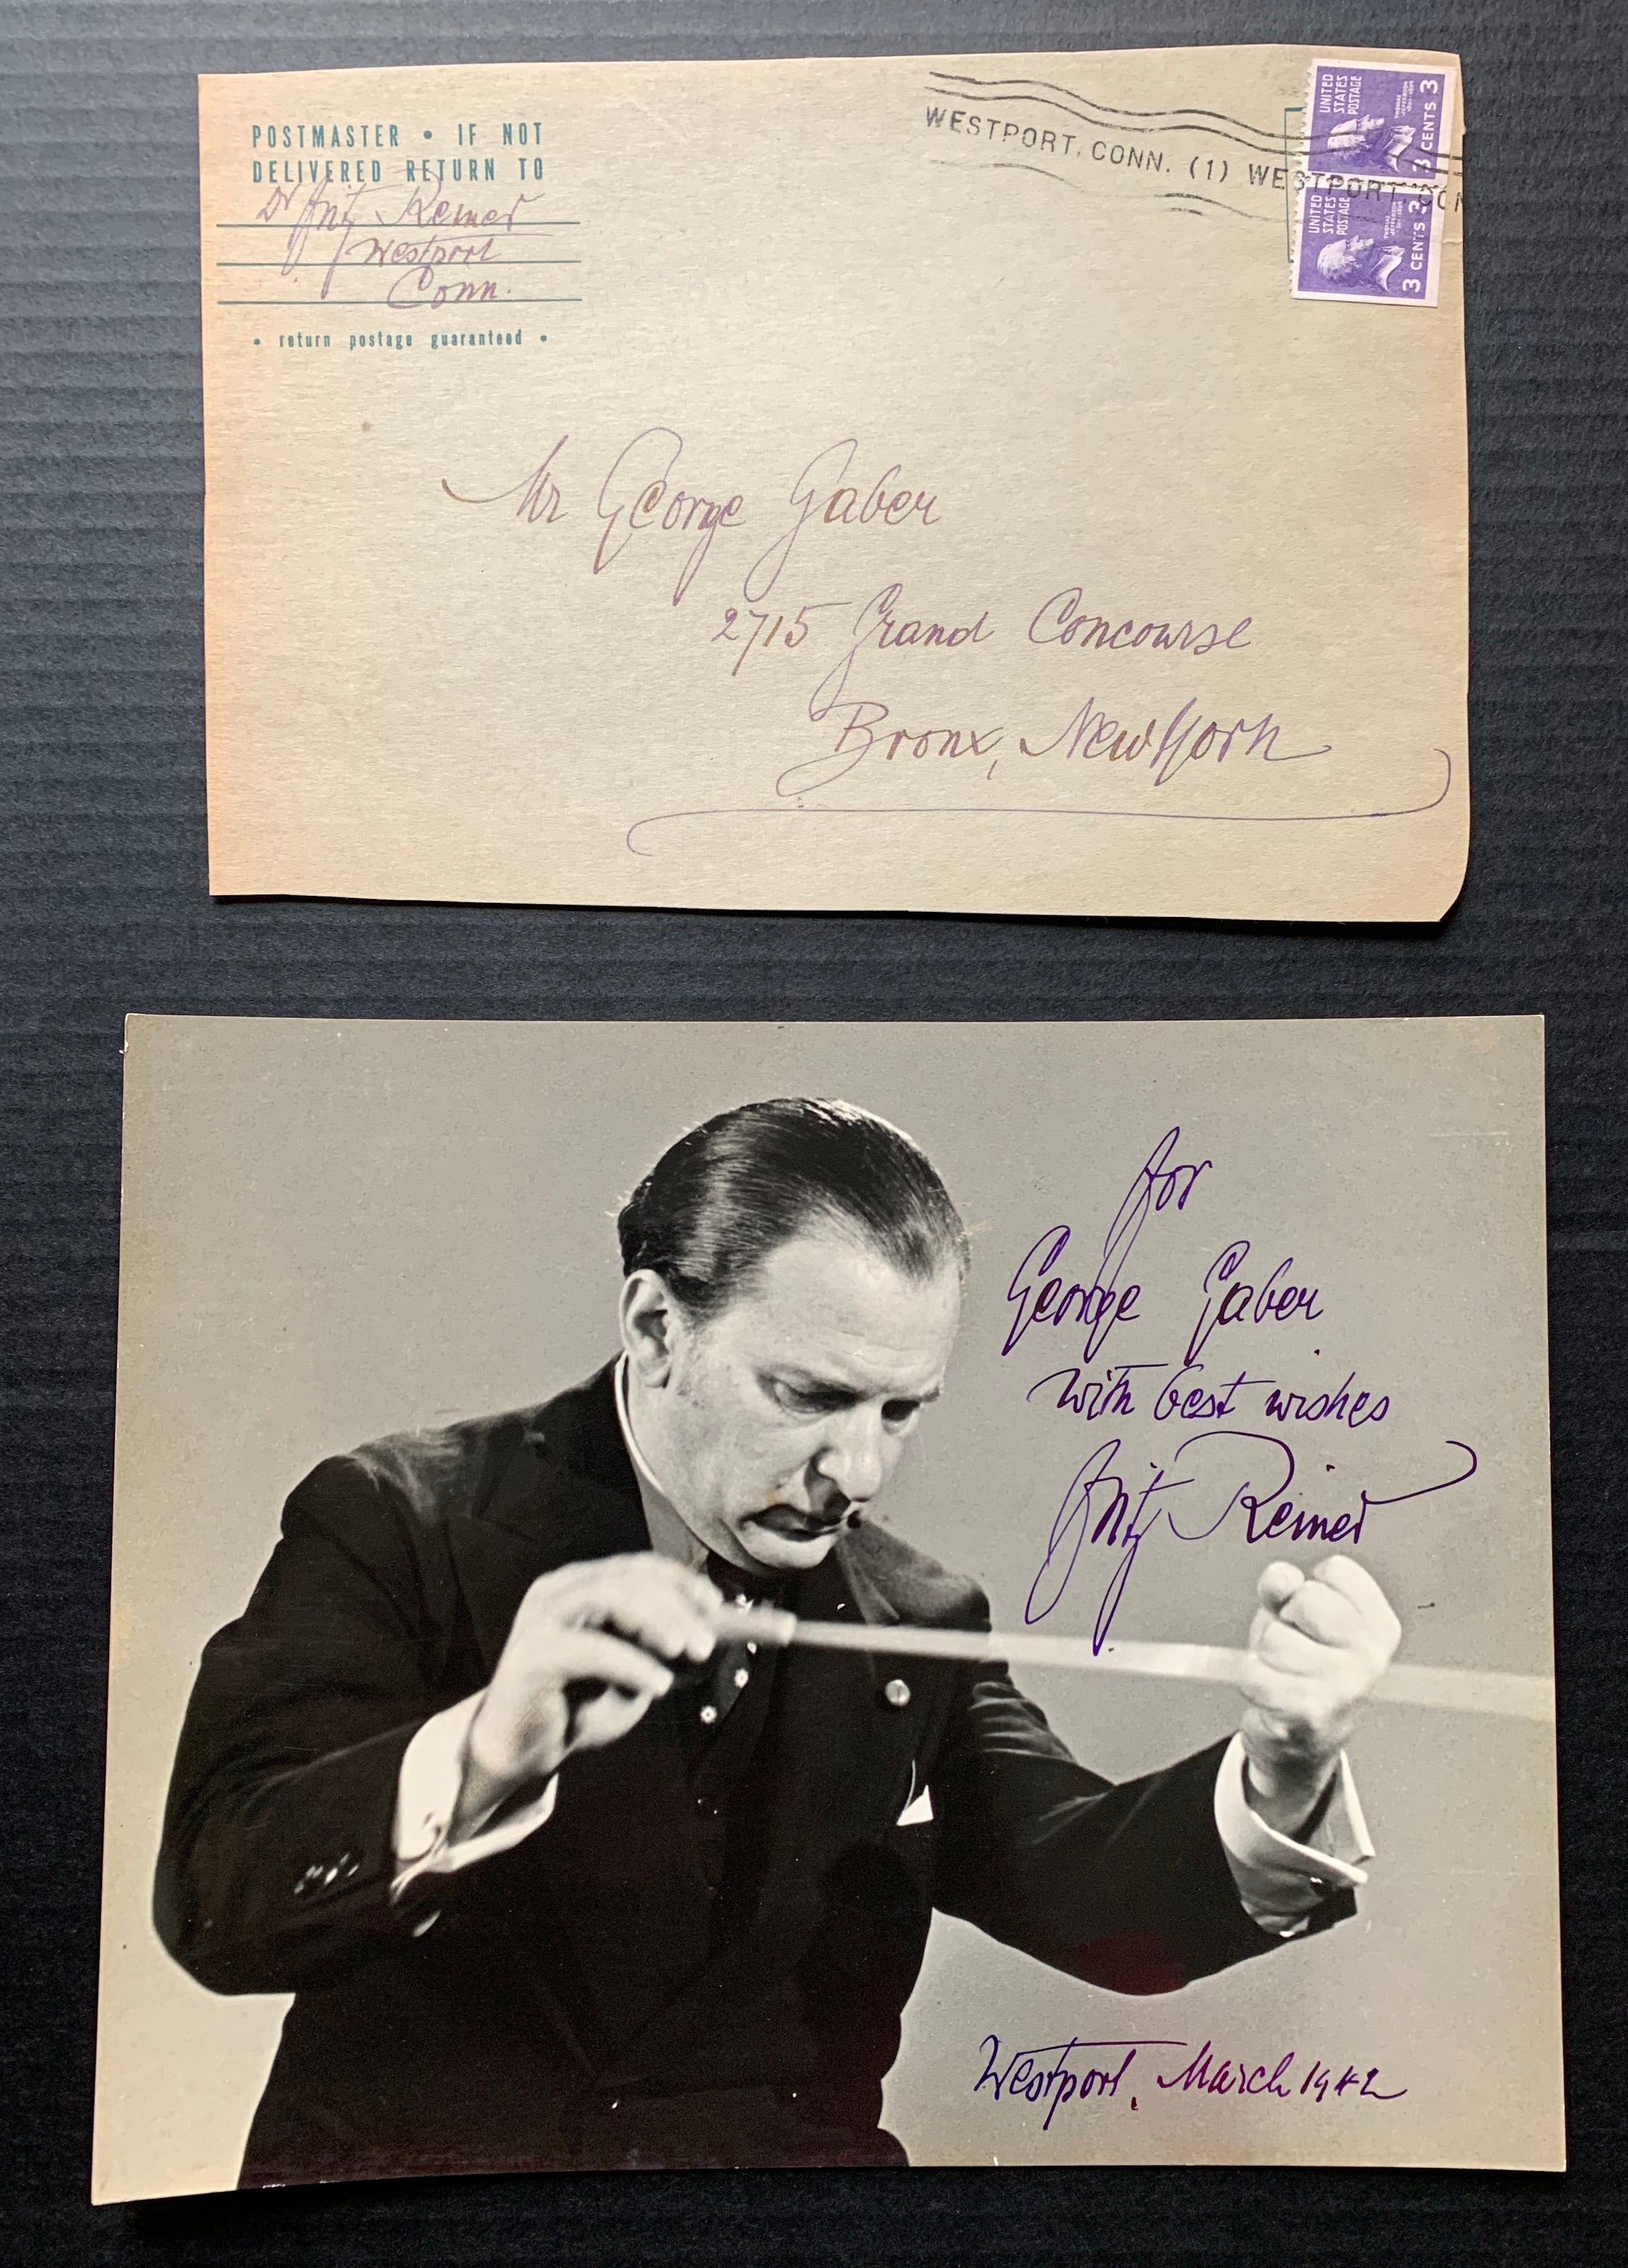 POSTMASTER • IF NOT
DELIVERED RETURN TO
Dr Fritz Reiner
Westport
Conn.
• return postage guaranteed •
WESTPORT, CONN. (1) WESTPORT CON
UNITED
STATES
POSTAGE
3 CENTS 3
UNITED
STATES
POSTAGE
3 CENTS 3
Mr George Gaber
2715 Grand Concourse
Bronx, New York
for
George Gaber
with best wishes
Fritz Reiner
Westport, March 1942